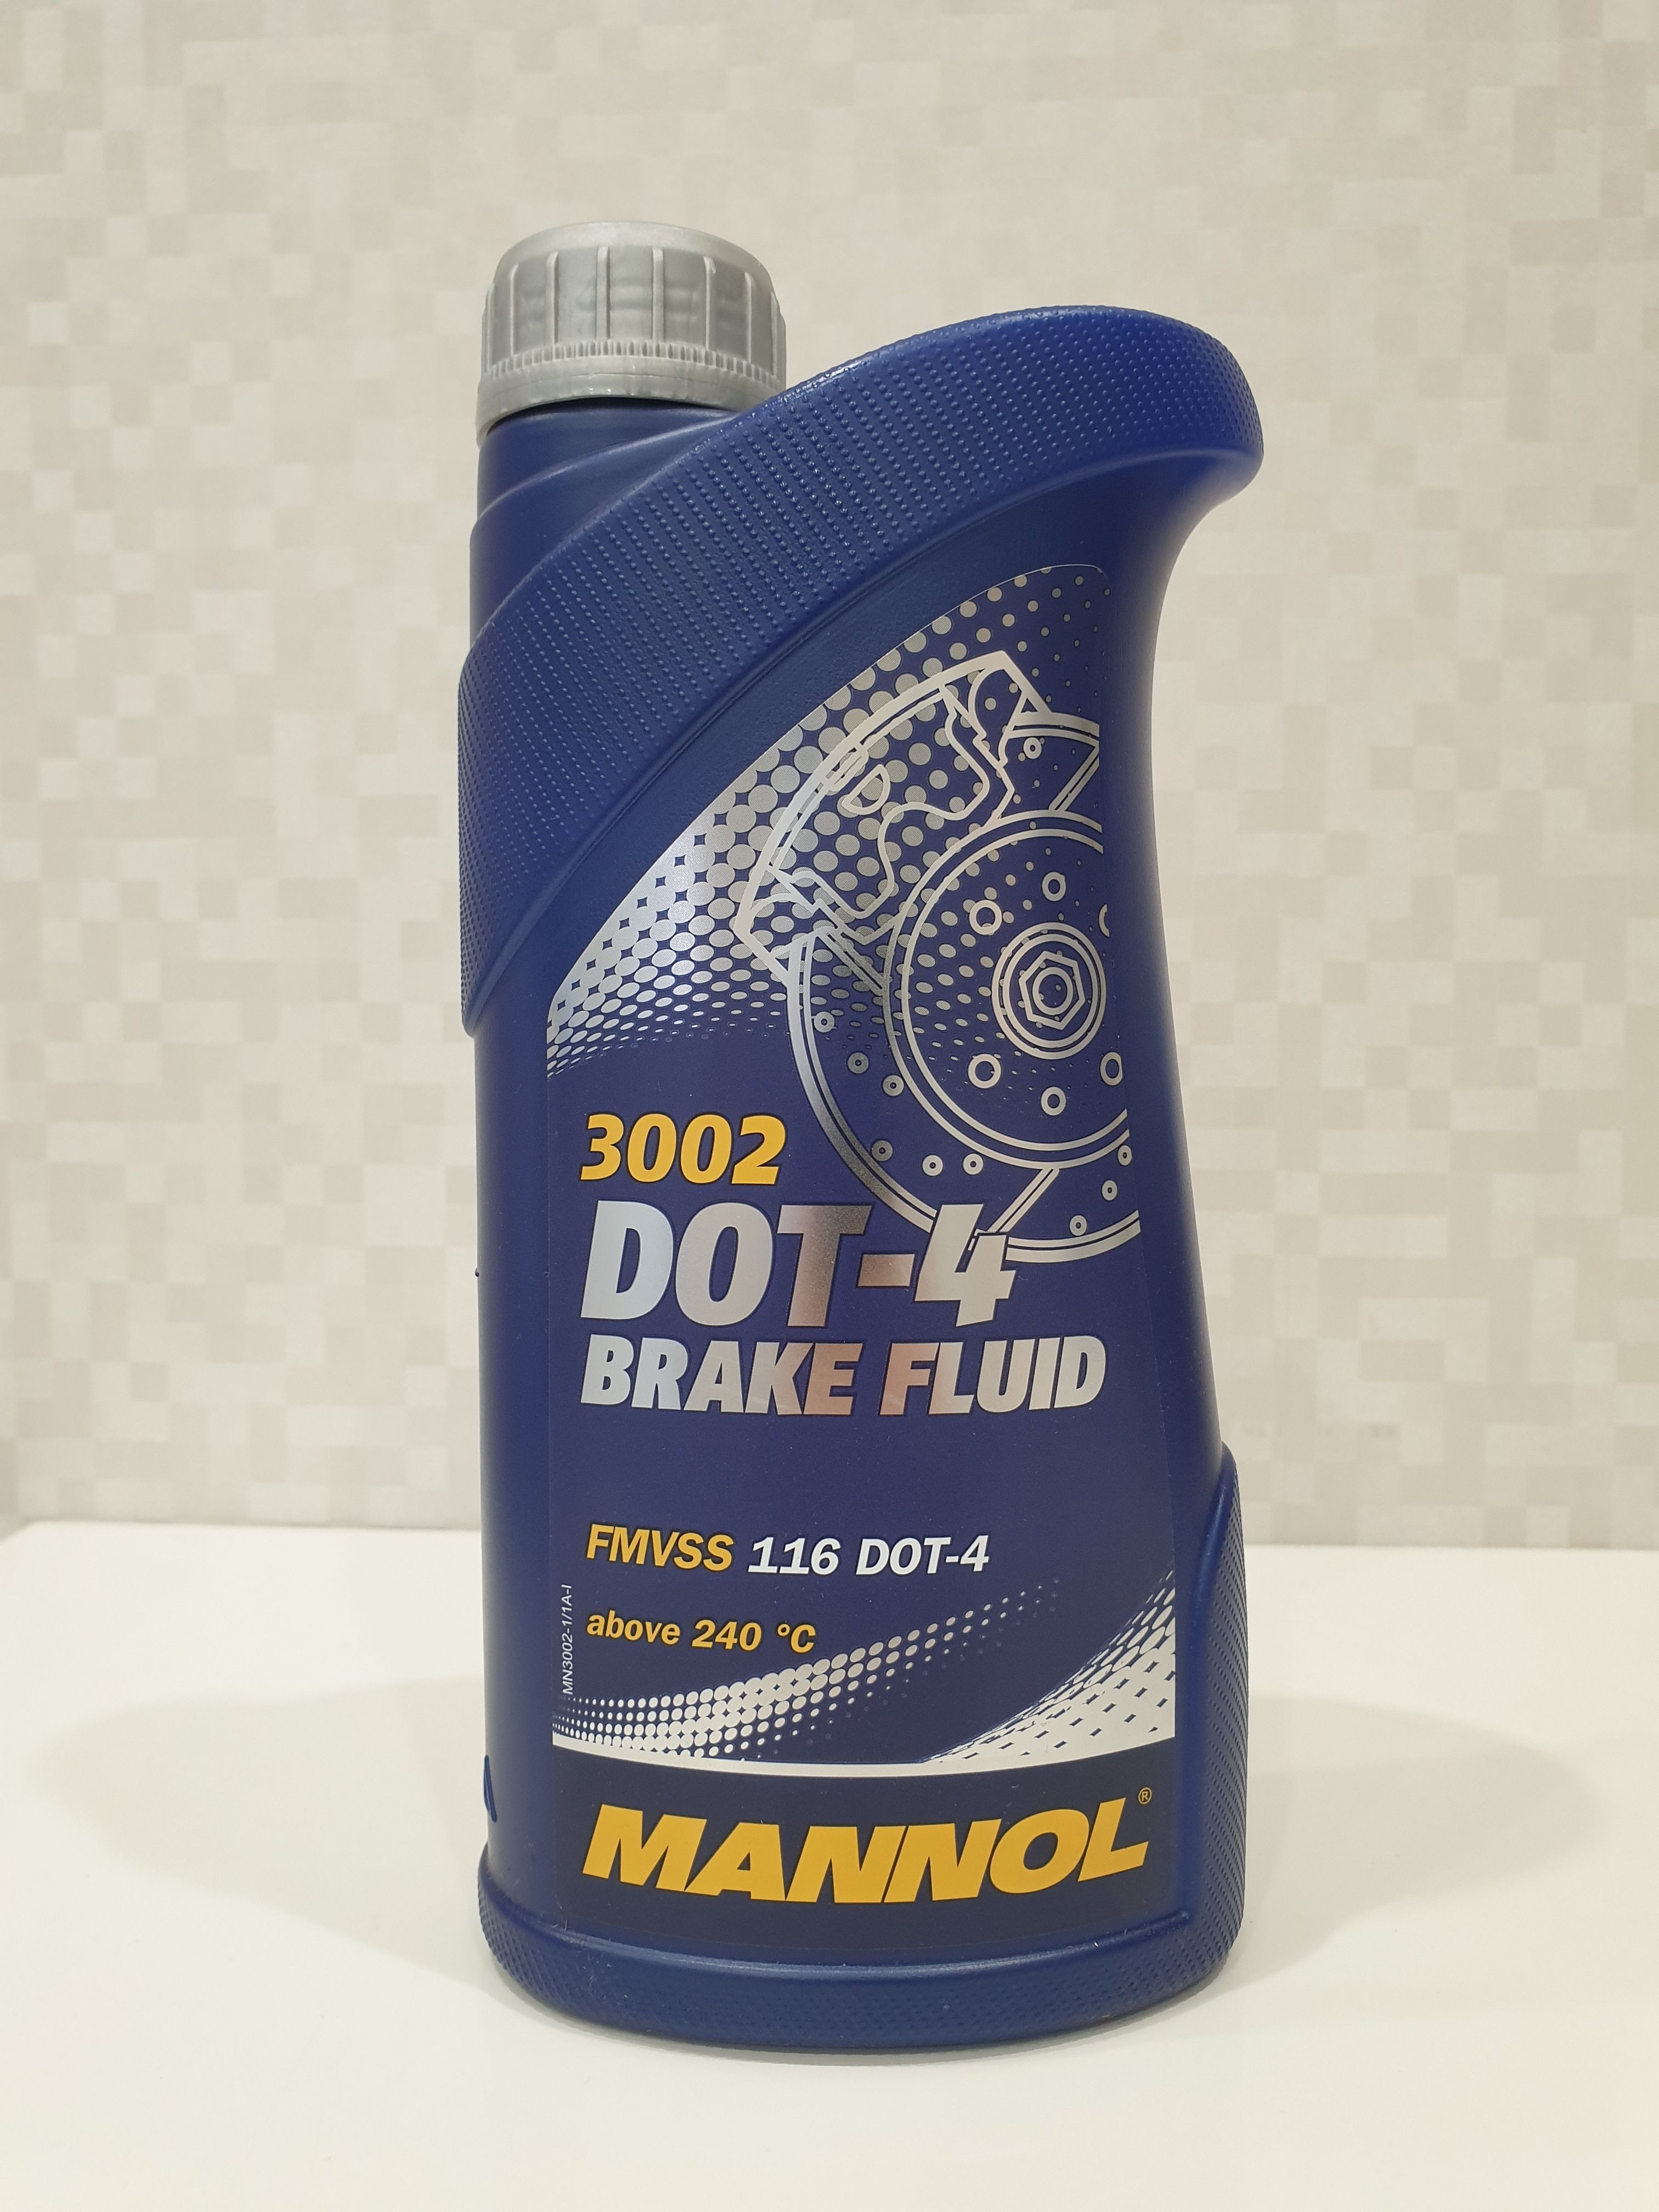 3002
DOT-4
BRAKE FLUID
FMVSS 116 DOT-4
above 240 °C
MN3002-1/1A-I
MANNOL®